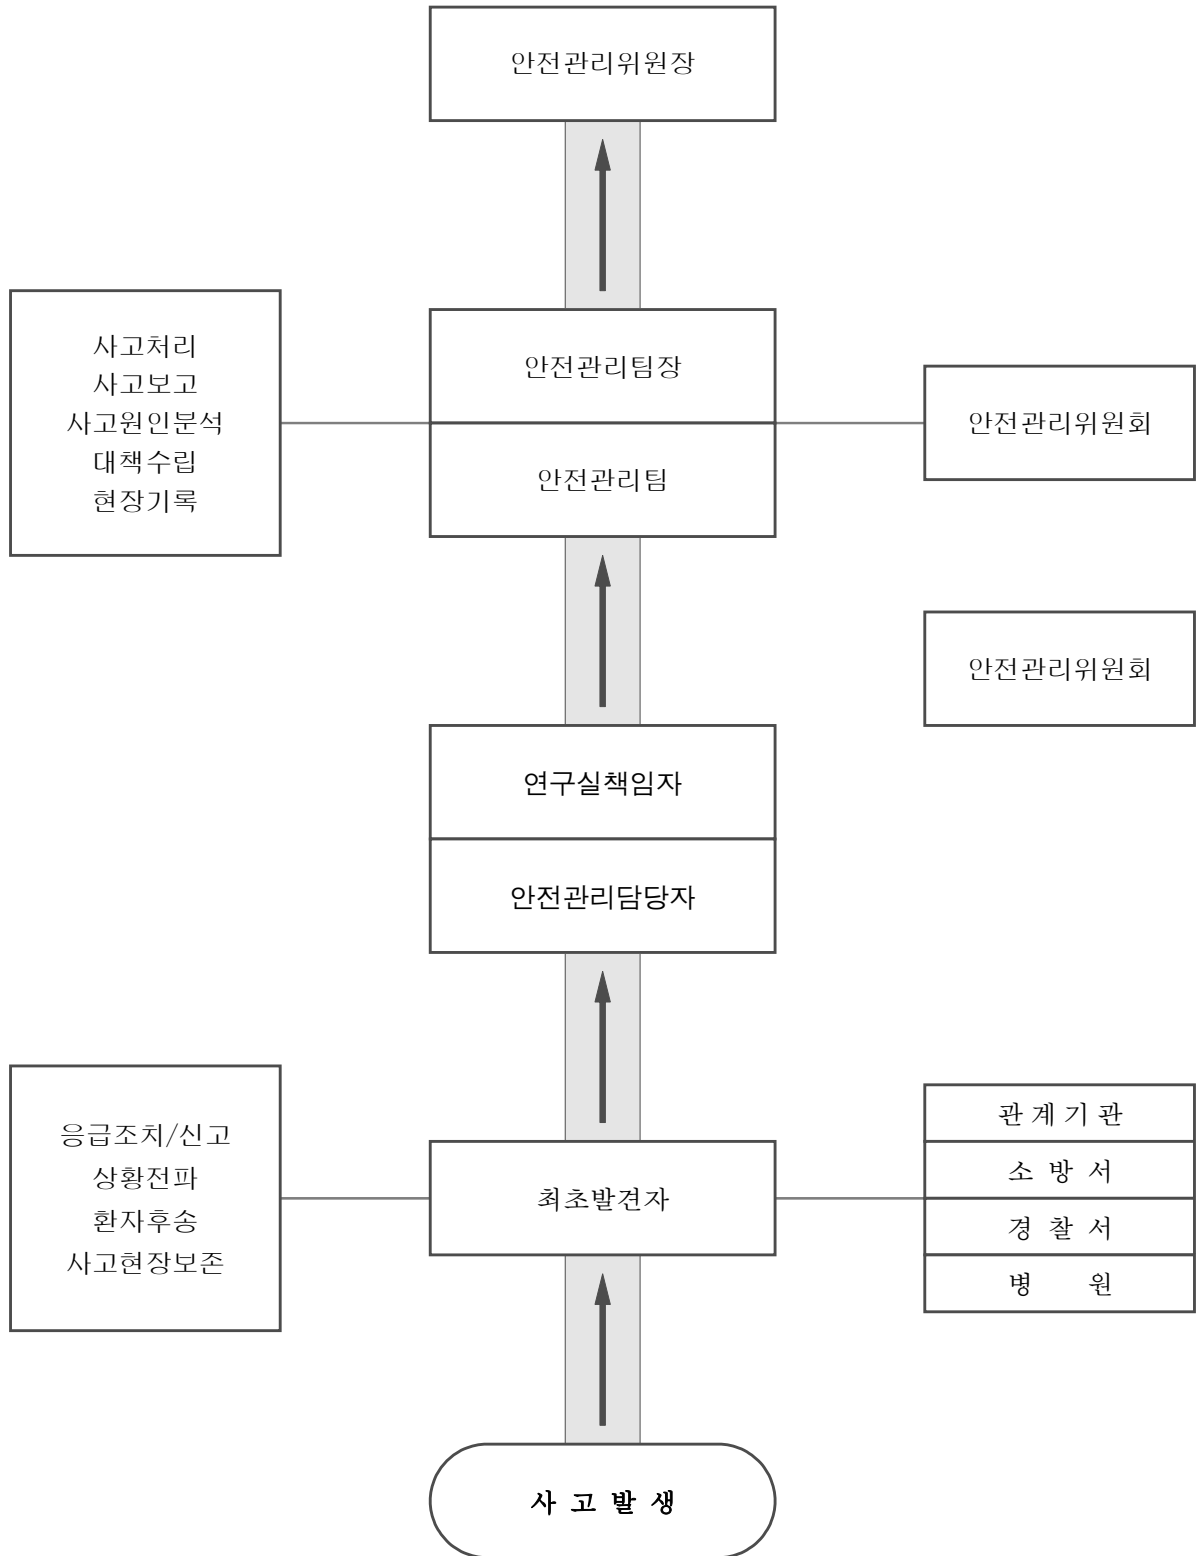 안전관리위원장
사고처리
사고보고
사고원인분석
대책수립
현장기록
안전관리팀장
안전관리팀
안전관리위원회
안전관리위원회
연구실책임자
안전관리담당자
응급조치/신고
상황전파
환자후송
사고현장보존
최초발견자
관 계 기 관
소 방 서
경 찰 서
병 원
사 고 발 생